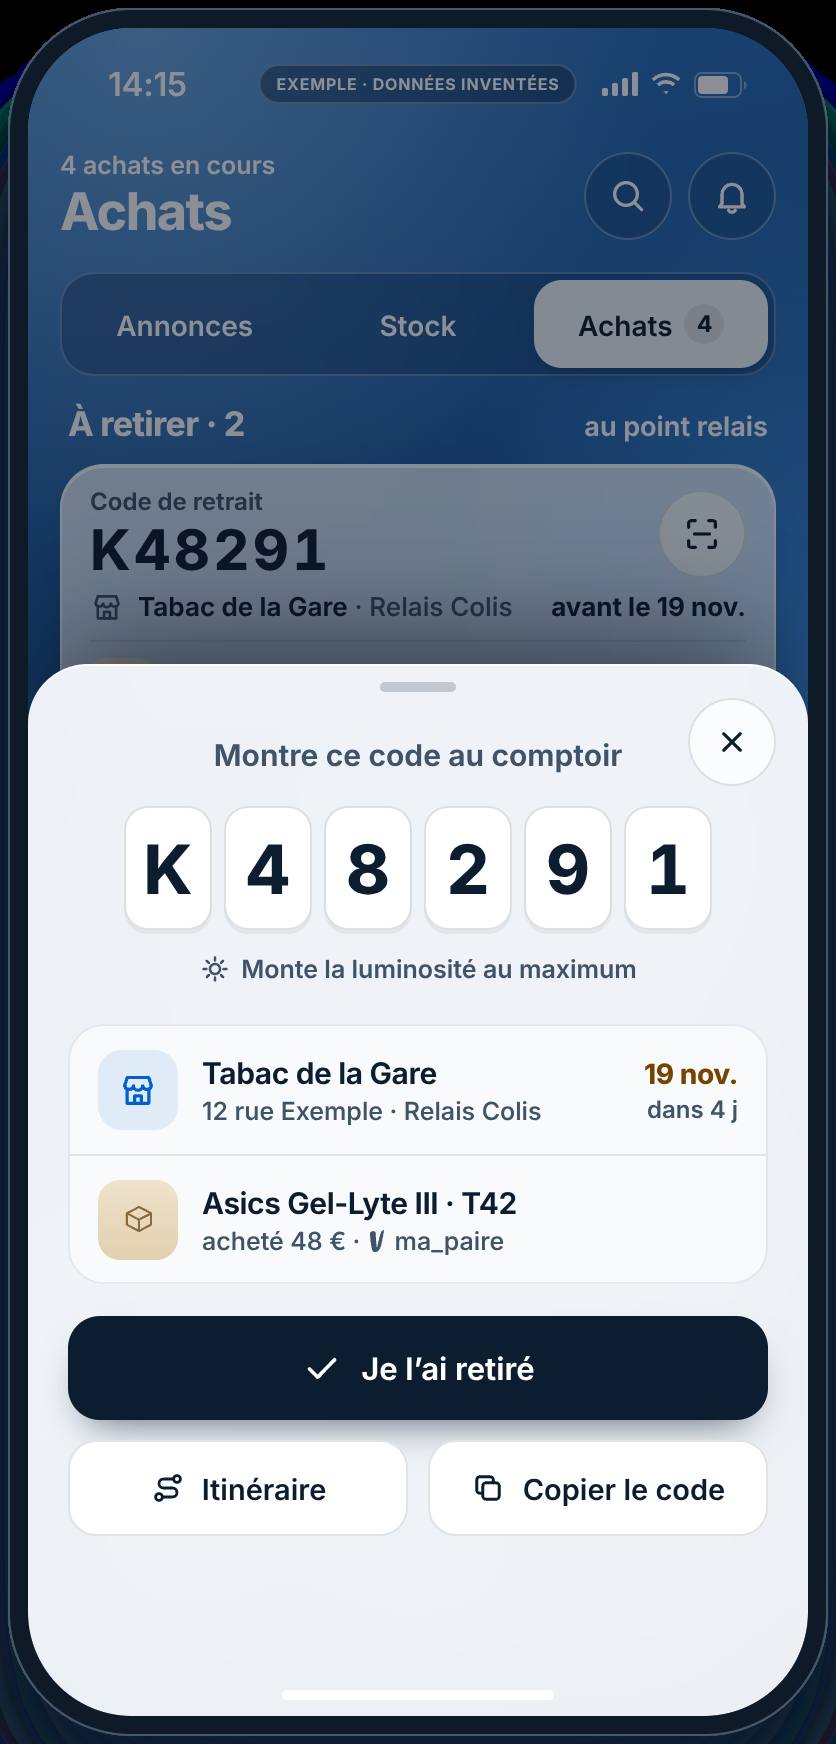 14:15
EXEMPLE · DONNÉES INVENTÉES
4 achats en cours
Achats
Annonces Stock Achats 4
À retirer · 2 au point relais
Code de retrait
K48291
Tabac de la Gare · Relais Colis avant le 19 nov.
Montre ce code au comptoir
K 4 8 2 9 1
Monte la luminosité au maximum
Tabac de la Gare 19 nov.
12 rue Exemple · Relais Colis dans 4 j
Asics Gel-Lyte III · T42
acheté 48 € · V ma_paire
Je l’ai retiré
Itinéraire Copier le code